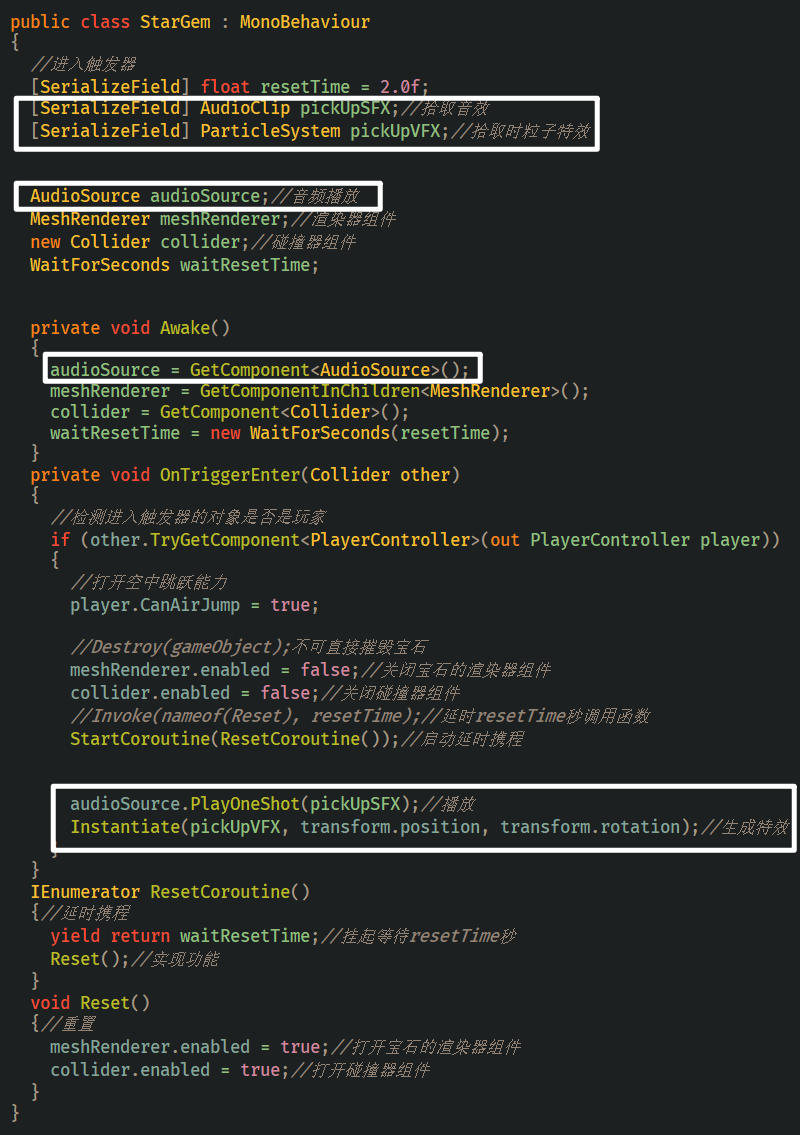 public class StarGem : MonoBehaviour
{
//进入触发器
[SerializeField] float resetTime = 2.0f;
[SerializeField] AudioClip pickUpSFX;//拾取音效
[SerializeField] ParticleSystem pickUpVFX;//拾取时粒子特效
AudioSource audioSource;//音频播放
MeshRenderer meshRenderer;//渲染器组件
new Collider collider;//碰撞器组件
WaitForSeconds waitResetTime;
private void Awake()
{
audioSource = GetComponent<AudioSource>();
meshRenderer = GetComponentInChildren<MeshRenderer>();
collider = GetComponent<Collider>();
waitResetTime = new WaitForSeconds(resetTime);
}
private void OnTriggerEnter(Collider other)
{
//检测进入触发器的对象是否是玩家
if (other.TryGetComponent<PlayerController>(out PlayerController player))
{
//打开空中跳跃能力
player.CanAirJump = true;
//Destroy(gameObject);不可直接摧毁宝石
meshRenderer.enabled = false;//关闭宝石的渲染器组件
collider.enabled = false;//关闭碰撞器组件
//Invoke(nameof(Reset), resetTime);//延时resetTime秒调用函数
StartCoroutine(ResetCoroutine());//启动延时携程
audioSource.PlayOneShot(pickUpSFX);//播放
Instantiate(pickUpVFX, transform.position, transform.rotation);//生成特效
}
}
IEnumerator ResetCoroutine()
{//延时携程
yield return waitResetTime;//挂起等待resetTime秒
Reset();//实现功能
}
void Reset()
{//重置
meshRenderer.enabled = true;//打开宝石的渲染器组件
collider.enabled = true;//打开碰撞器组件
}
}